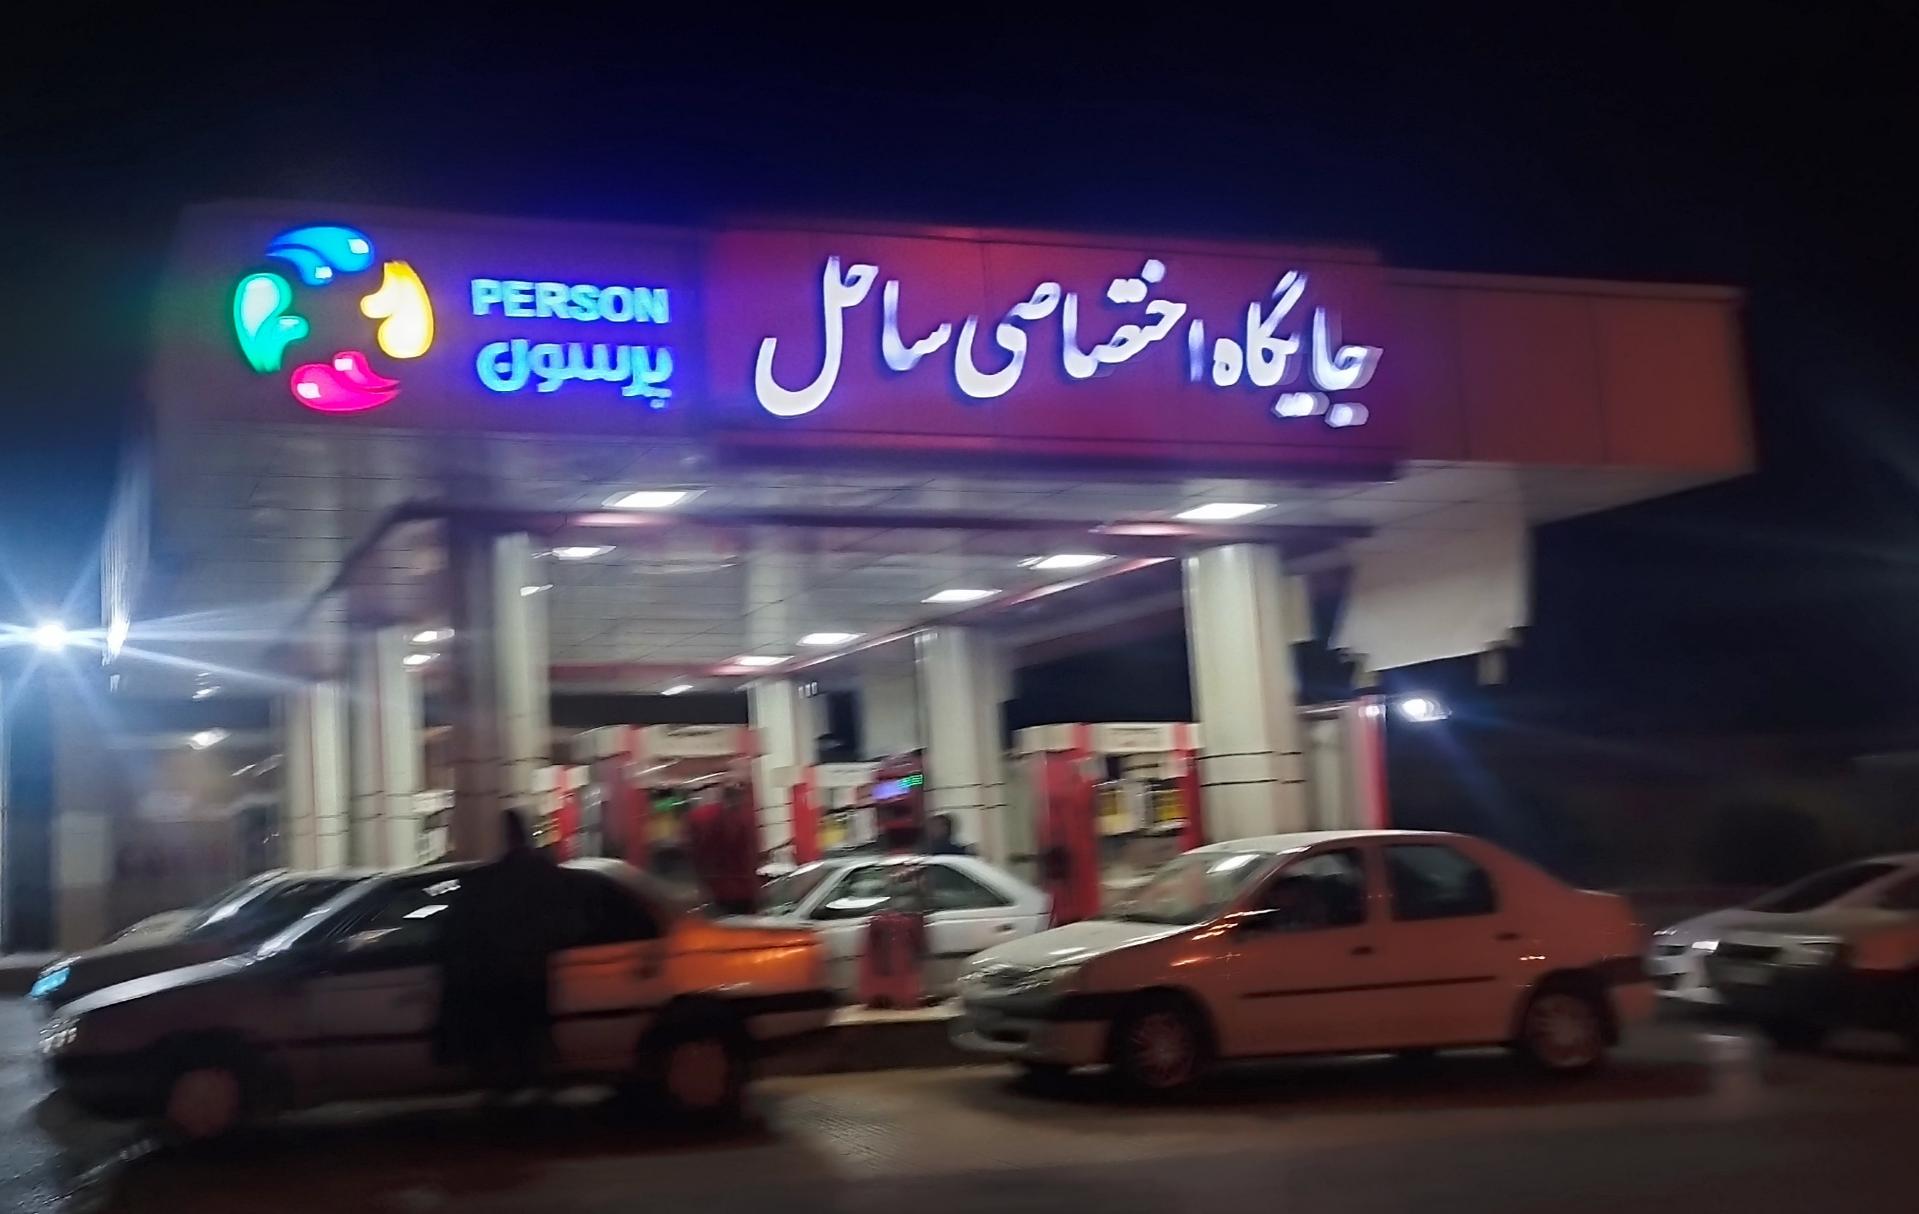 جایگاه اختصاصی ساحل
PERSON
پرسون